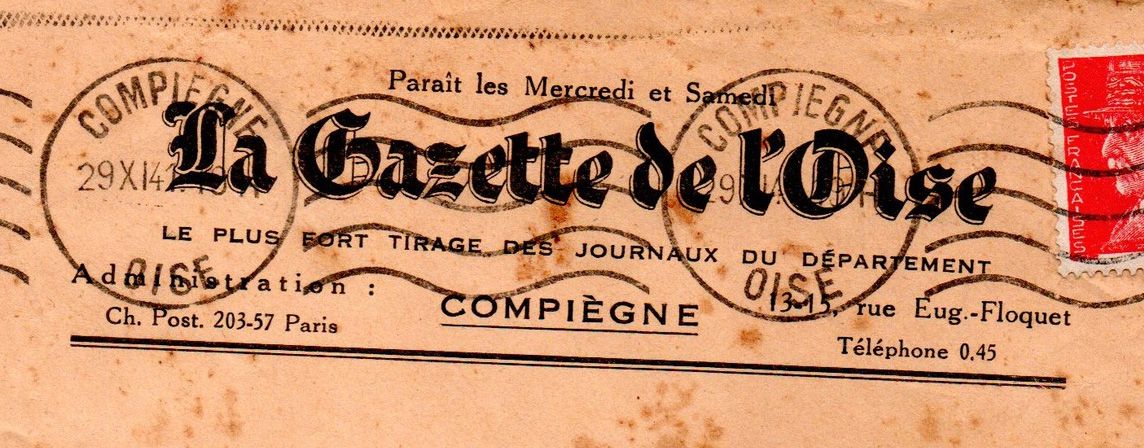 Paraît les Mercredi et Samedi
La Gazette de l'Oise
LE PLUS FORT TIRAGE DES JOURNAUX DU DÉPARTEMENT
Administration :
COMPIÈGNE
13-15, rue Eug.-Floquet
Ch. Post. 203-57 Paris
Téléphone 0.45
COMPIEGNE
29 XI 14
OISE
COMPIEGNE
OISE
POSTES FRANÇAISES